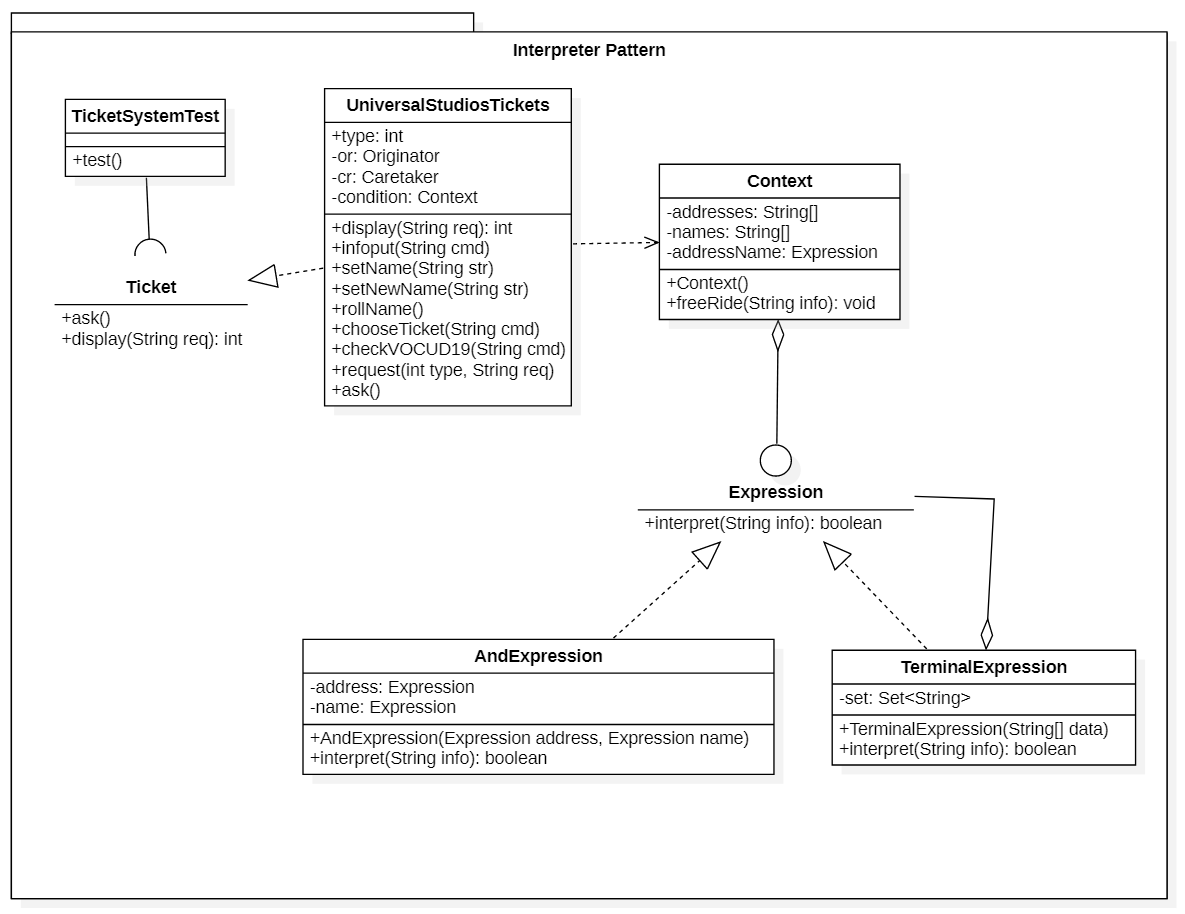 Interpreter Pattern
TicketSystemTest
+test()
Ticket
+ask()
+display(String req): int
UniversalStudiosTickets
+type: int
-or: Originator
-cr: Caretaker
-condition: Context
+display(String req): int
+infoput(String cmd)
+setName(String str)
+setNewName(String str)
+rollName()
+chooseTicket(String cmd)
+checkVOCUD19(String cmd)
+request(int type, String req)
+ask()
Context
-addresses: String[]
-names: String[]
-addressName: Expression
+Context()
+freeRide(String info): void
Expression
+interpret(String info): boolean
AndExpression
-address: Expression
-name: Expression
+AndExpression(Expression address, Expression name)
+interpret(String info): boolean
TerminalExpression
-set: Set<String>
+TerminalExpression(String[] data)
+interpret(String info): boolean